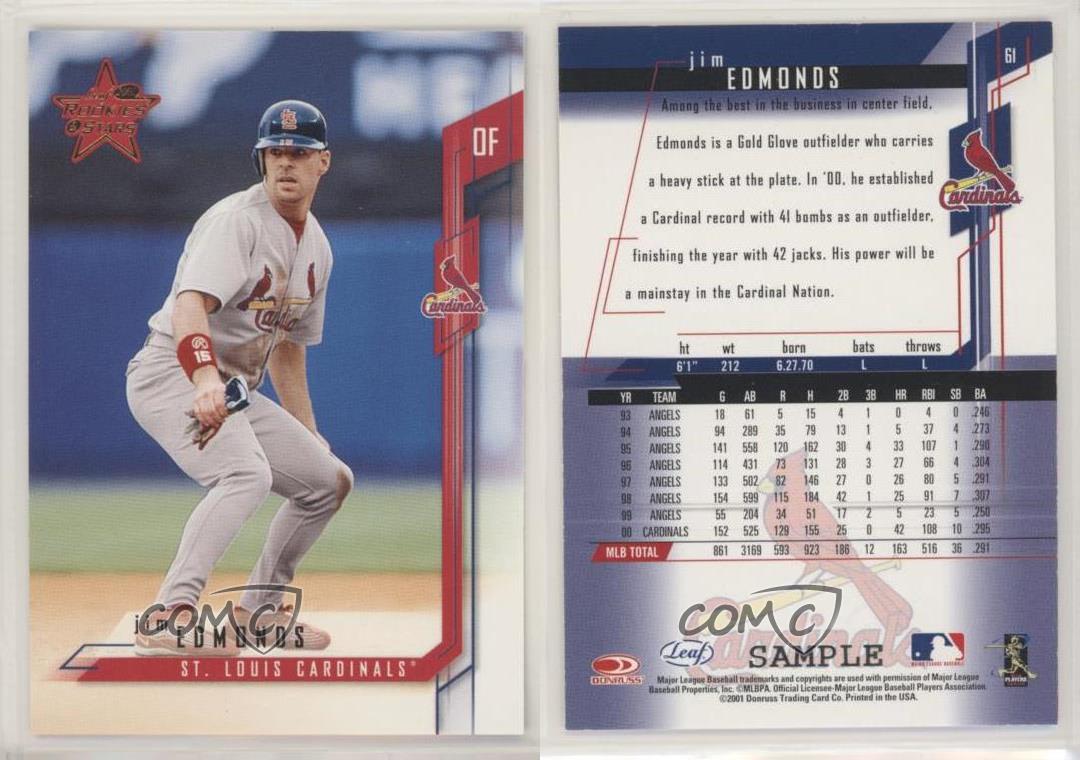 ROOKIES
& STARS
OF
Cardinals
15
COMC
jim
EDMONDS
ST. LOUIS CARDINALS®
61
jim
EDMONDS
Among the best in the business in center field,
Edmonds is a Gold Glove outfielder who carries
a heavy stick at the plate. In '00, he established
a Cardinal record with 41 bombs as an outfielder,
finishing the year with 42 jacks. His power will be
a mainstay in the Cardinal Nation.
Cardinals
ht wt born bats throws
6'1" 212 6.27.70 L L
YR TEAM G AB R H 2B 3B HR RBI SB BA
93 ANGELS 18 61 5 15 4 1 0 4 0 .246
94 ANGELS 94 289 35 79 13 1 5 37 4 .273
95 ANGELS 141 558 120 162 30 4 33 107 1 .290
96 ANGELS 114 431 73 131 28 3 27 66 4 .304
97 ANGELS 133 502 82 146 27 0 26 80 5 .291
98 ANGELS 154 599 115 184 42 1 25 91 7 .307
99 ANGELS 55 204 34 51 17 2 5 23 5 .250
00 CARDINALS 152 525 129 155 25 0 42 108 10 .295
MLB TOTAL 861 3169 593 923 186 12 163 516 36 .291
COMC
Cardinals
DONRUSS
Leaf
SAMPLE
MAJOR LEAGUE BASEBALL
PLAYERS
Major League Baseball trademarks and copyrights are used with permission of Major League
Baseball Properties, Inc. ©MLBPA. Official Licensee-Major League Baseball Players Association.
©2001 Donruss Trading Card Co. Printed in the USA.